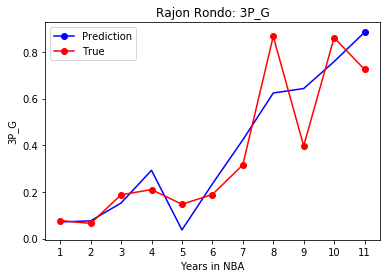 Rajon Rondo: 3P_G
Prediction
True
0.8
0.6
0.4
0.2
0.0
3P_G
1 2 3 4 5 6 7 8 9 10 11
Years in NBA